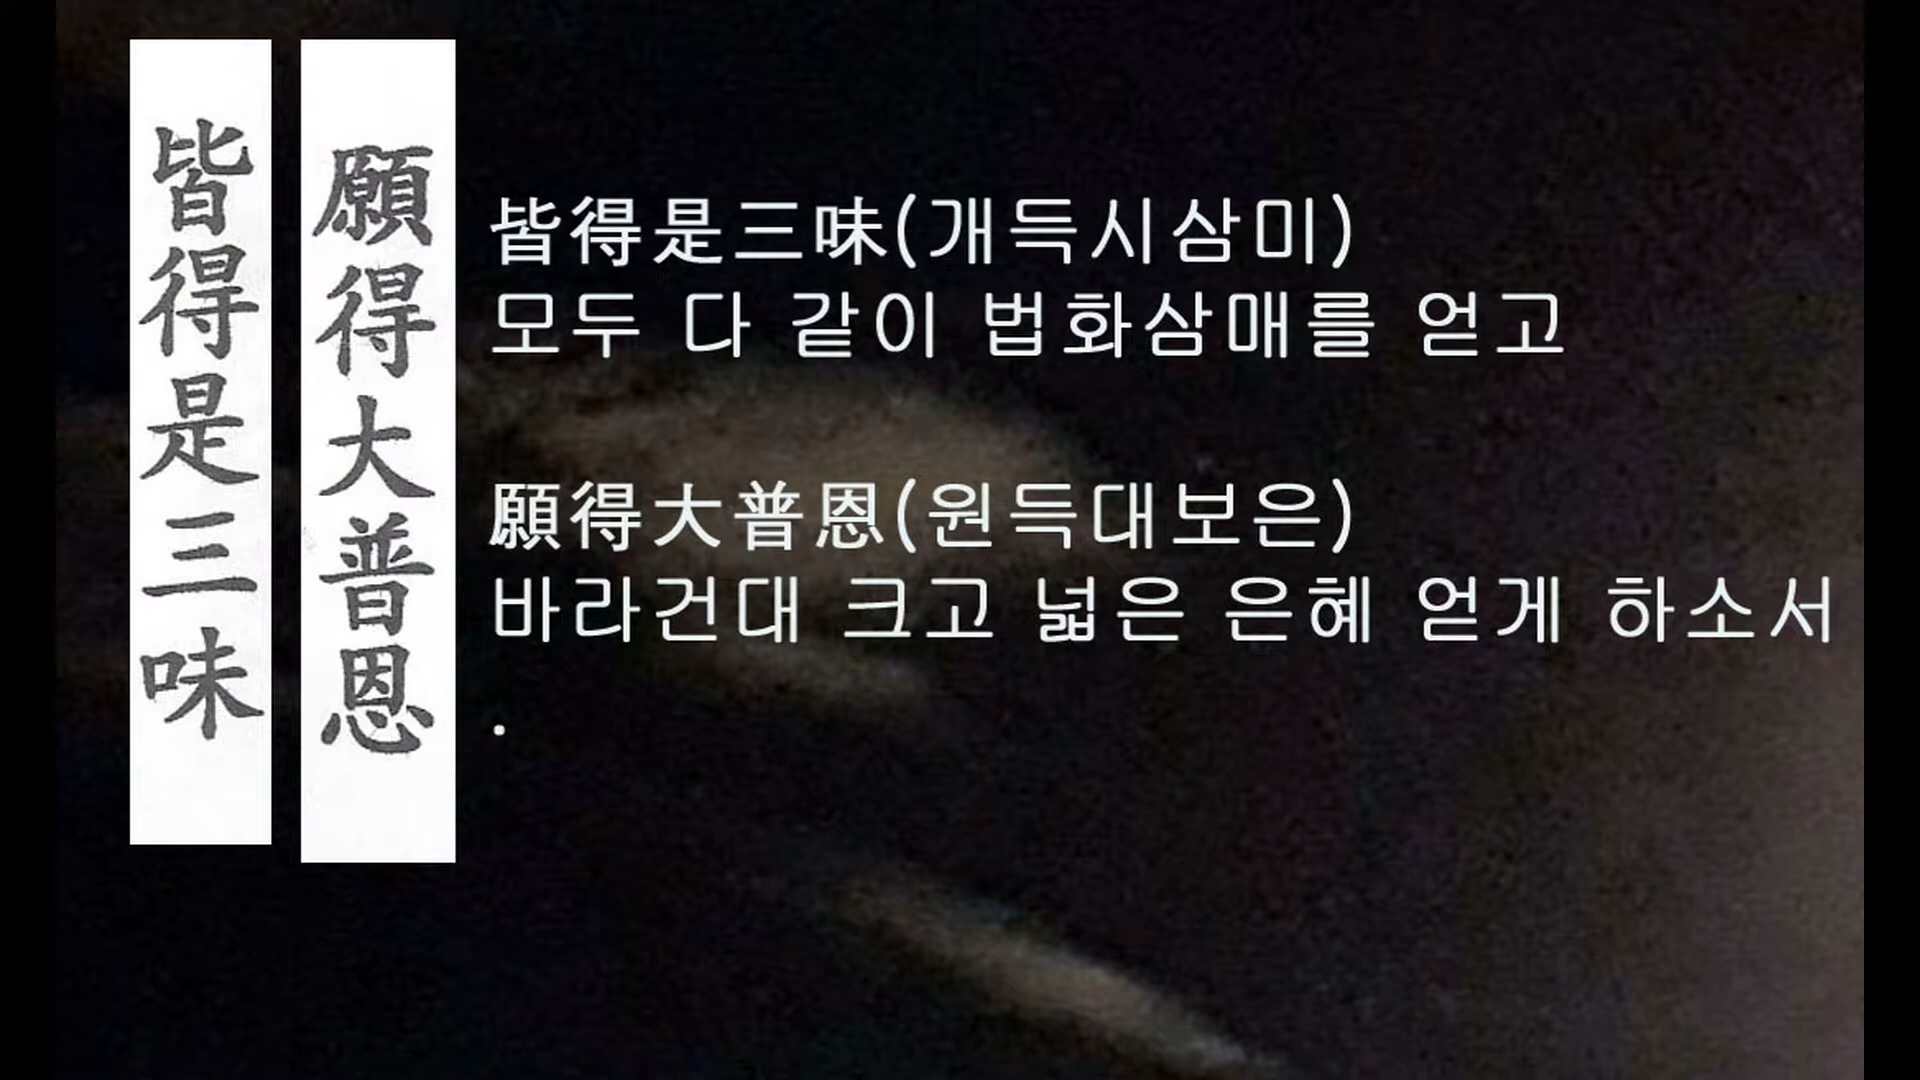 皆得是三味
願得大普恩
皆得是三味(개득시삼미)
모두 다 같이 법화삼매를 얻고
願得大普恩(원득대보은)
바라건대 크고 넓은 은혜 얻게 하소서
.